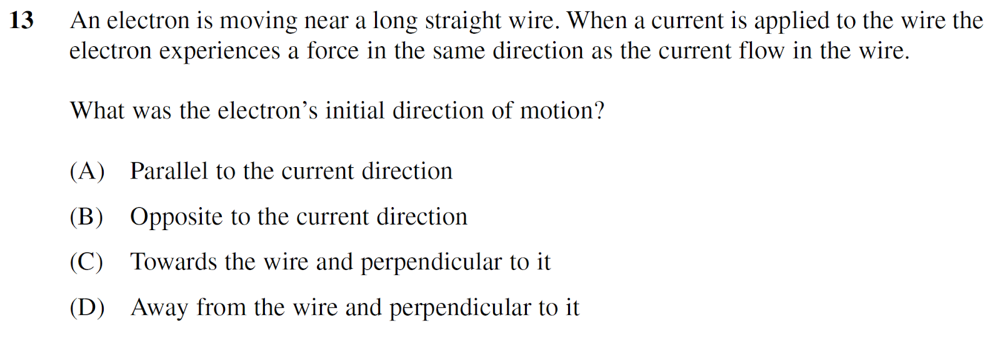 13 An electron is moving near a long straight wire. When a current is applied to the wire the
electron experiences a force in the same direction as the current flow in the wire.
What was the electron’s initial direction of motion?
(A) Parallel to the current direction
(B) Opposite to the current direction
(C) Towards the wire and perpendicular to it
(D) Away from the wire and perpendicular to it